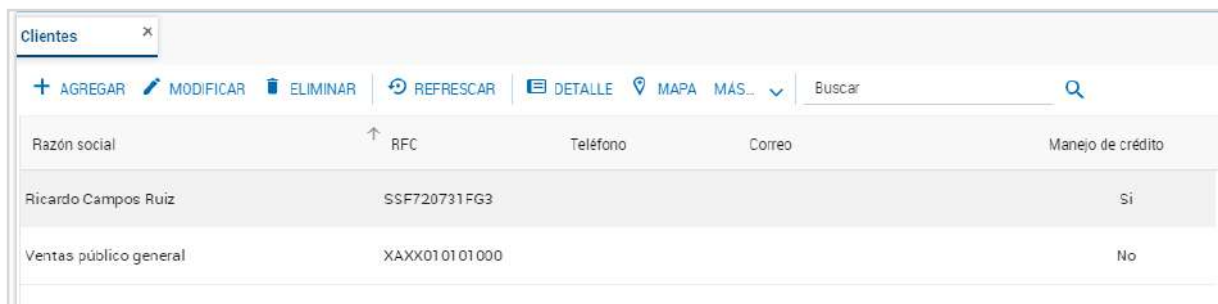 Clientes ×
AGREGAR MODIFICAR ELIMINAR REFRESCAR DETALLE MAPA MÁS... Buscar
Razón social RFC Teléfono Correo Manejo de crédito
Ricardo Campos Ruiz SSF720731FG3 Si
Ventas público general XAXX010101000 No